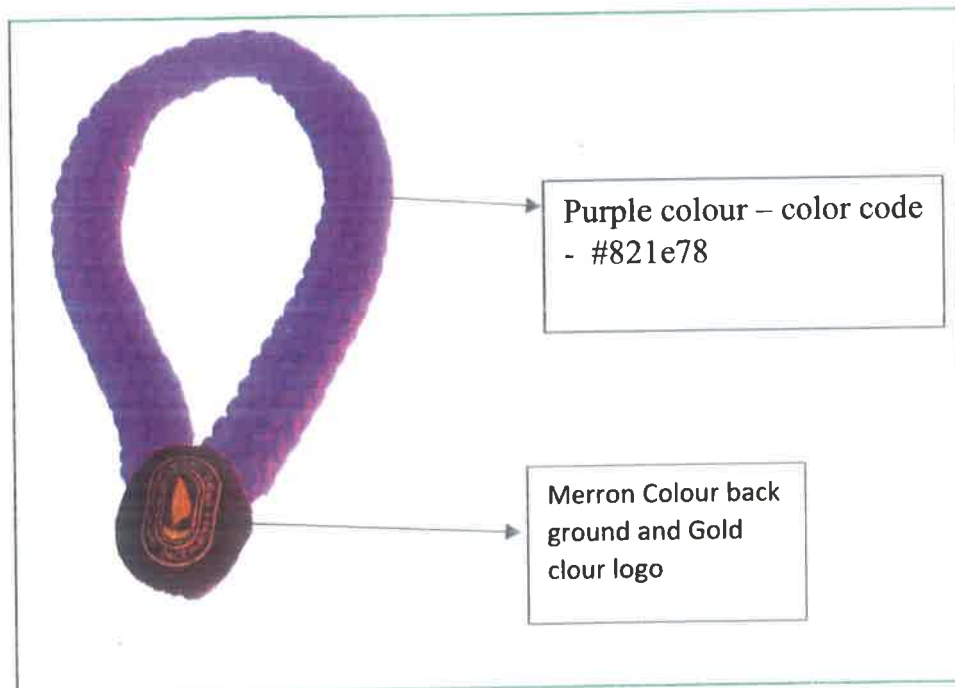 Purple colour – color code
- #821e78
Merron Colour back
ground and Gold
clour logo